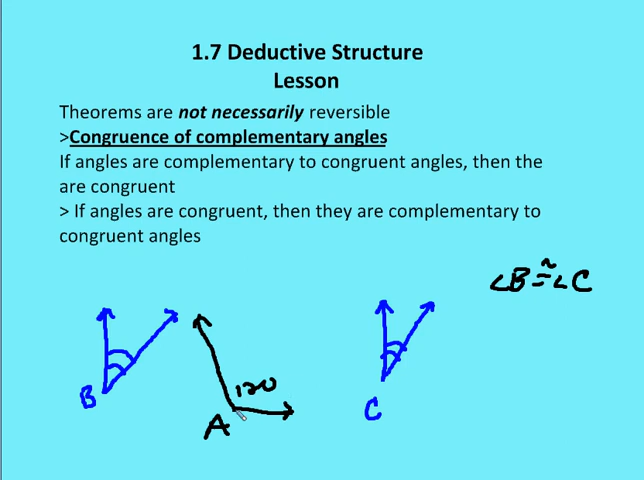 1.7 Deductive Structure
Lesson
Theorems are not necessarily reversible
>Congruence of complementary angles
If angles are complementary to congruent angles, then the
are congruent
> If angles are congruent, then they are complementary to
congruent angles
∠B≅∠C
120
B
A
C